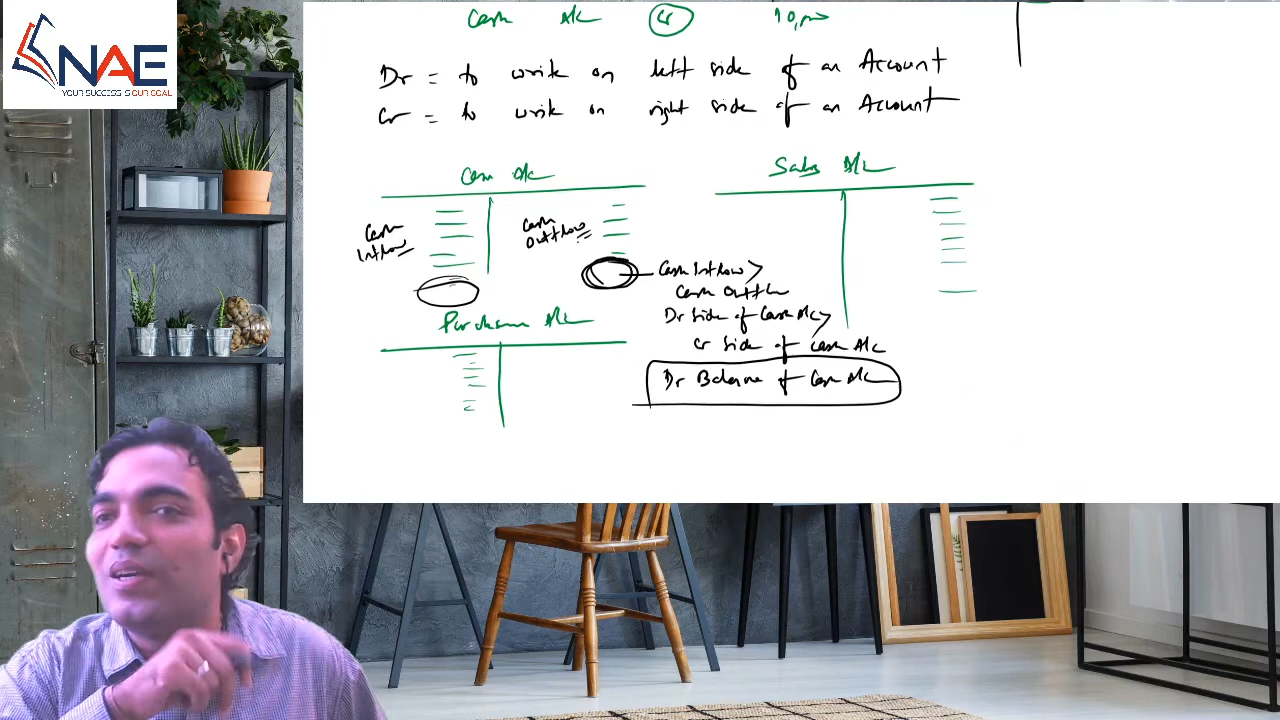 NAE
YOUR SUCCESS IS OUR GOAL
Cash A/c Cr 10,000
Dr = to write on left side of an Account
Cr = to write on right side of an Account
Cash A/c
Sales A/c
Cash Inflow
Cash Outflow
Cash Inflow >
Cash Outflow
Dr Side of Cash A/c >
Cr Side of Cash A/c
Dr Balance of Cash A/c
Purchase A/c